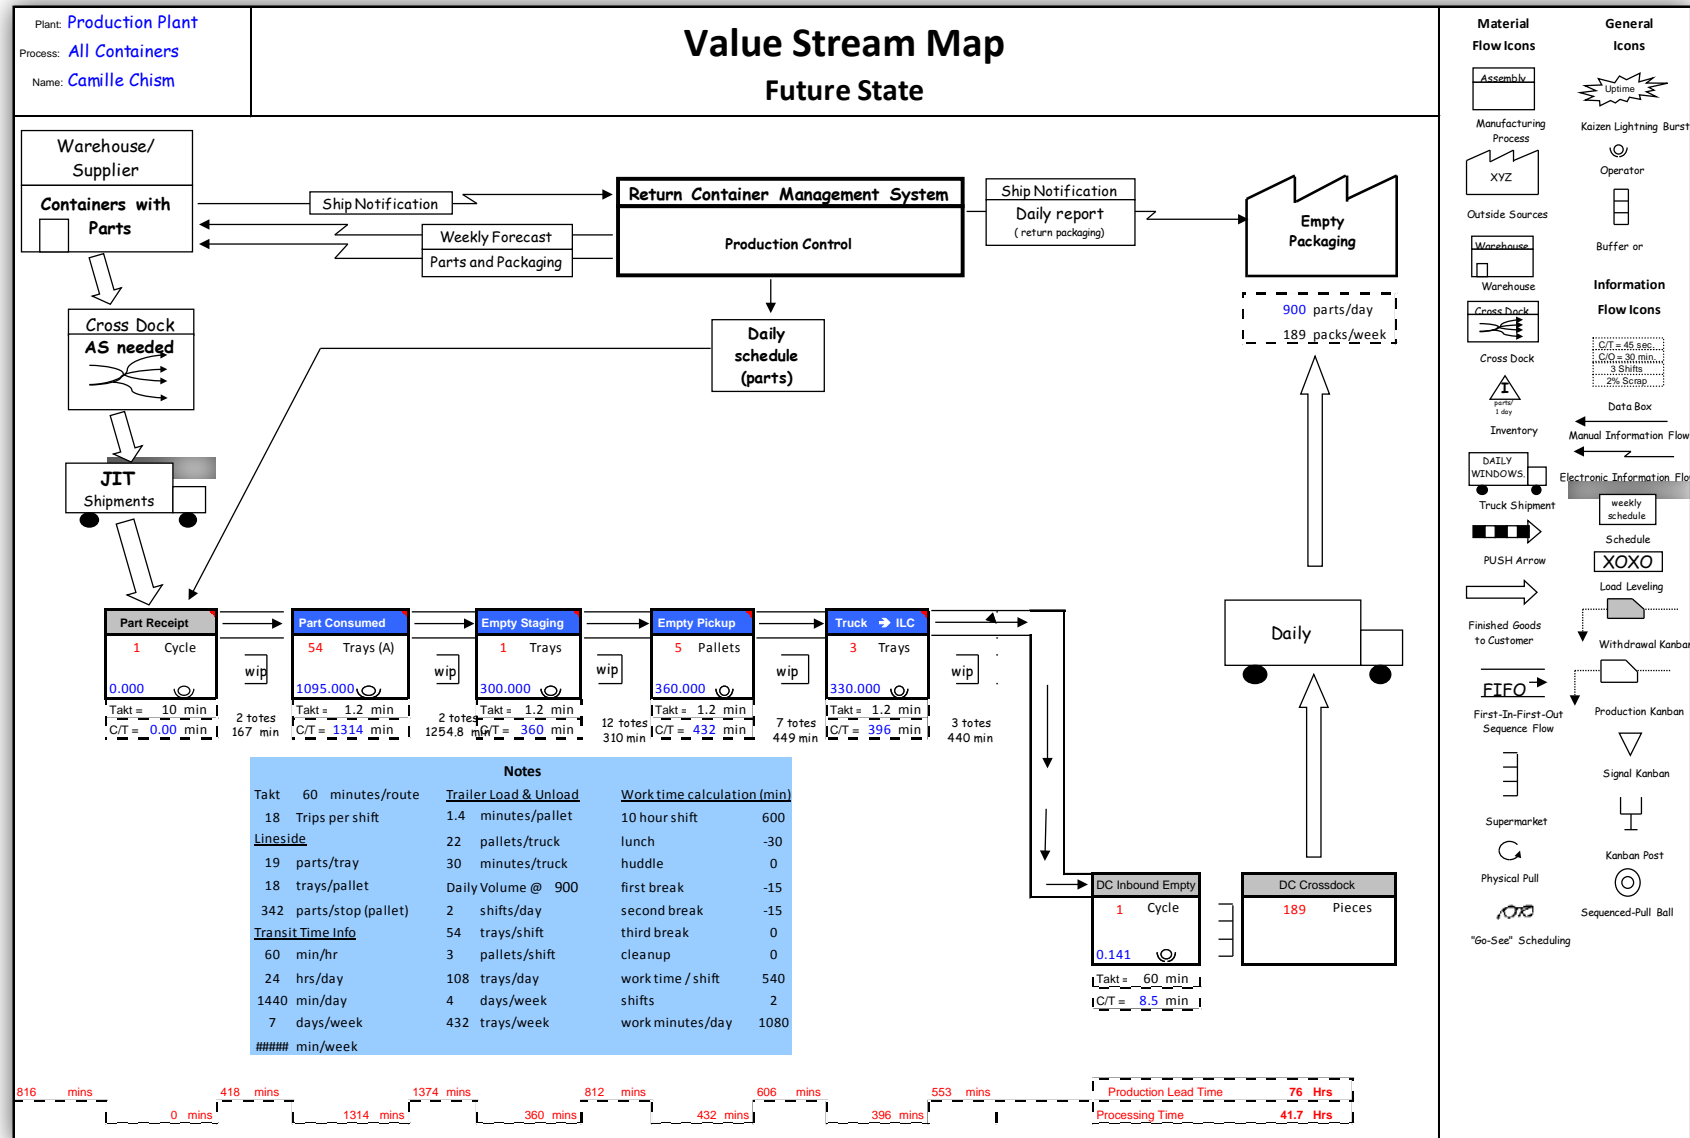 Plant: Production Plant
Process: All Containers
Name: Camille Chism
Value Stream Map
Future State
Warehouse/
Supplier
Containers with
Parts
Ship Notification
Weekly Forecast
Parts and Packaging
Return Container Management System
Production Control
Ship Notification
Daily report
( return packaging)
Empty
Packaging
900 parts/day
189 packs/week
Cross Dock
AS needed
Daily
schedule
(parts)
JIT
Shipments
Daily
Part Receipt
1 Cycle
0.000
Takt = 10 min
C/T = 0.00 min
wip
2 totes
167 min
Part Consumed
54 Trays (A)
1095.000
Takt = 1.2 min
C/T = 1314 min
wip
2 totes
1254.8 min
Empty Staging
1 Trays
300.000
Takt = 1.2 min
C/T = 360 min
wip
12 totes
310 min
Empty Pickup
5 Pallets
360.000
Takt = 1.2 min
C/T = 432 min
wip
7 totes
449 min
Truck ➔ ILC
3 Trays
330.000
Takt = 1.2 min
C/T = 396 min
wip
3 totes
440 min
Notes
Takt 60 minutes/route
18 Trips per shift
Lineside
19 parts/tray
18 trays/pallet
342 parts/stop (pallet)
Transit Time Info
60 min/hr
24 hrs/day
1440 min/day
7 days/week
##### min/week
Trailer Load & Unload
1.4 minutes/pallet
22 pallets/truck
30 minutes/truck
Daily Volume @ 900
2 shifts/day
54 trays/shift
3 pallets/shift
108 trays/day
4 days/week
432 trays/week
Work time calculation (min)
10 hour shift 600
lunch -30
huddle 0
first break -15
second break -15
third break 0
cleanup 0
work time / shift 540
shifts 2
work minutes/day 1080
DC Inbound Empty
1 Cycle
0.141
Takt = 60 min
C/T = 8.5 min
DC Crossdock
189 Pieces
816 mins
418 mins
1374 mins
812 mins
606 mins
553 mins
0 mins
1314 mins
360 mins
432 mins
396 mins
Production Lead Time 76 Hrs
Processing Time 41.7 Hrs
Material
Flow Icons
Assembly
Manufacturing
Process
XYZ
Outside Sources
Warehouse
Warehouse
Cross Dock
Cross Dock
I
parts/
1 day
Inventory
DAILY
WINDOWS.
Truck Shipment
PUSH Arrow
Finished Goods
to Customer
FIFO
First-In-First-Out
Sequence Flow
Supermarket
Physical Pull
"Go-See" Scheduling
General
Icons
Uptime
Kaizen Lightning Burst
Operator
Buffer or
Information
Flow Icons
C/T = 45 sec.
C/O = 30 min.
3 Shifts
2% Scrap
Data Box
Manual Information Flow
Electronic Information Flo
weekly
schedule
Schedule
XOXO
Load Leveling
Withdrawal Kanban
Production Kanban
Signal Kanban
Kanban Post
Sequenced-Pull Ball